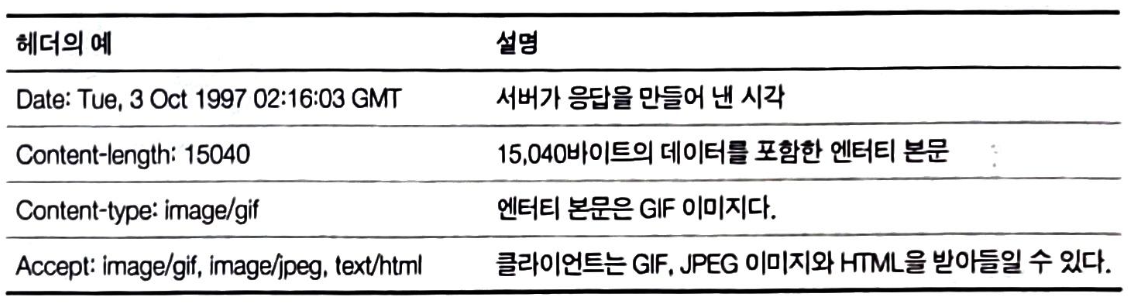 헤더의 예 설명
Date: Tue, 3 Oct 1997 02:16:03 GMT 서버가 응답을 만들어 낸 시각
Content-length: 15040 15,040바이트의 데이터를 포함한 엔터티 본문
Content-type: image/gif 엔터티 본문은 GIF 이미지다.
Accept: image/gif, image/jpeg, text/html 클라이언트는 GIF, JPEG 이미지와 HTML을 받아들일 수 있다.